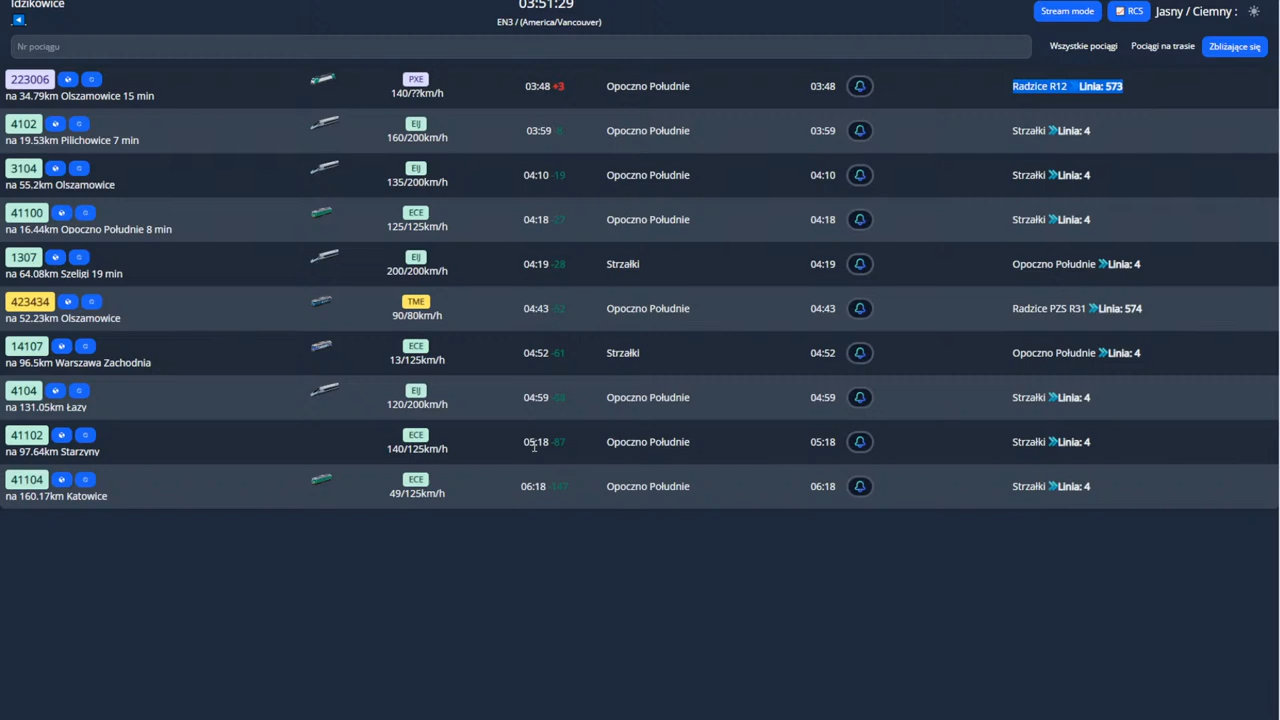 Idzikowice
03:51:29
EN3 / (America/Vancouver)
Stream mode
RCS
Jasny / Ciemny :
Nr pociągu
Wszystkie pociągi
Pociągi na trasie
Zbliżające się
223006
na 34.79km Olszamowice 15 min
PXE
140/??km/h
03:48 +3
Opoczno Południe
03:48
Radzice R12 Linia: 573
4102
na 19.53km Pilichowice 7 min
EIJ
160/200km/h
03:59
Opoczno Południe
03:59
Strzałki Linia: 4
3104
na 55.2km Olszamowice
EIJ
135/200km/h
04:10 -19
Opoczno Południe
04:10
Strzałki Linia: 4
41100
na 16.44km Opoczno Południe 8 min
ECE
125/125km/h
04:18 -27
Opoczno Południe
04:18
Strzałki Linia: 4
1307
na 64.08km Szeligi 19 min
EIJ
200/200km/h
04:19 -28
Strzałki
04:19
Opoczno Południe Linia: 4
423434
na 52.23km Olszamowice
TME
90/80km/h
04:43 -52
Opoczno Południe
04:43
Radzice PZS R31 Linia: 574
14107
na 96.5km Warszawa Zachodnia
ECE
13/125km/h
04:52 -61
Strzałki
04:52
Opoczno Południe Linia: 4
4104
na 131.05km Łazy
EIJ
120/200km/h
04:59
Opoczno Południe
04:59
Strzałki Linia: 4
41102
na 97.64km Starzyny
ECE
140/125km/h
05:18 -87
Opoczno Południe
05:18
Strzałki Linia: 4
41104
na 160.17km Katowice
ECE
49/125km/h
06:18 -147
Opoczno Południe
06:18
Strzałki Linia: 4